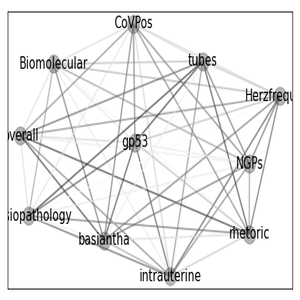 CoVPos
Biomolecular
tubes
Herzfrequ
overall
gp53
NGPs
siopathology
basiantha
rhetoric
intrauterine